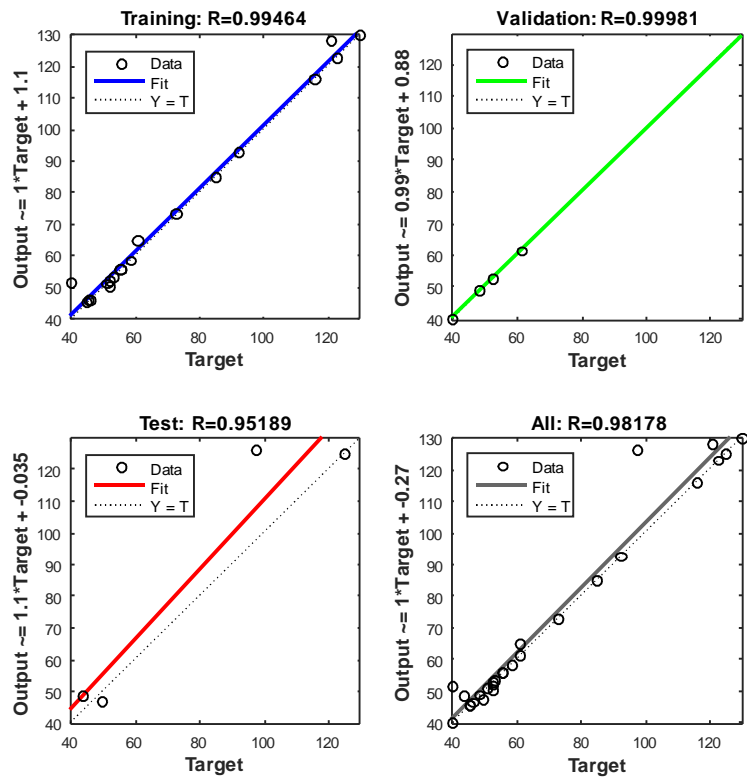 Training: R=0.99464
Output ~= 1*Target + 1.1
130
120
110
100
90
80
70
60
50
40
Data
Fit
Y = T
40 60 80 100 120
Target
Validation: R=0.99981
Output ~= 0.99*Target + 0.88
120
110
100
90
80
70
60
50
40
Data
Fit
Y = T
40 60 80 100 120
Target
Test: R=0.95189
Output ~= 1.1*Target + -0.035
120
110
100
90
80
70
60
50
40
Data
Fit
Y = T
40 60 80 100 120
Target
All: R=0.98178
Output ~= 1*Target + -0.27
130
120
110
100
90
80
70
60
50
40
Data
Fit
Y = T
40 60 80 100 120
Target